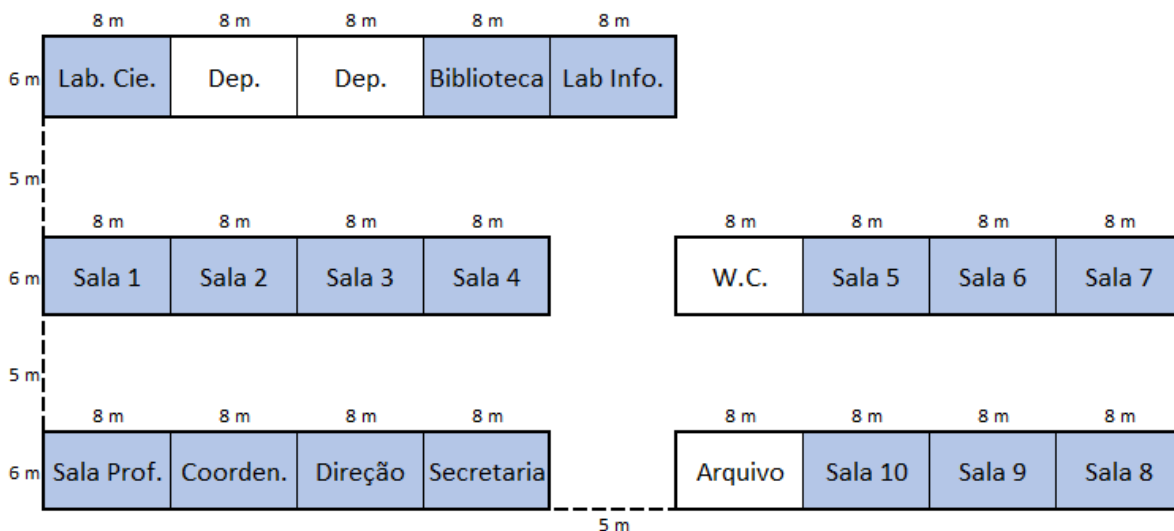 8 m 8 m 8 m 8 m 8 m
6 m Lab. Cie. Dep. Dep. Biblioteca Lab Info.
5 m
8 m 8 m 8 m 8 m 8 m 8 m 8 m 8 m
6 m Sala 1 Sala 2 Sala 3 Sala 4 W.C. Sala 5 Sala 6 Sala 7
5 m
8 m 8 m 8 m 8 m 8 m 8 m 8 m 8 m
6 m Sala Prof. Coorden. Direção Secretaria Arquivo Sala 10 Sala 9 Sala 8
5 m